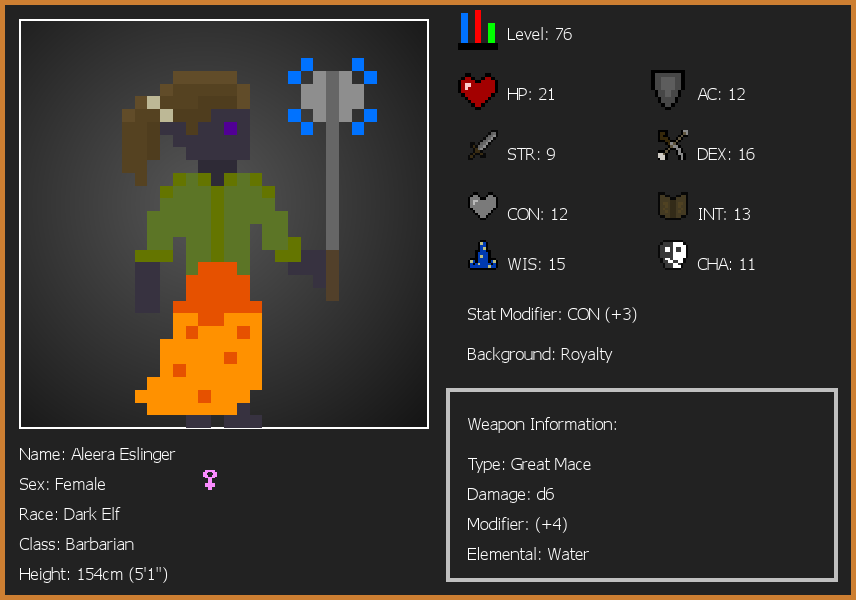 Level: 76
HP: 21
AC: 12
STR: 9
DEX: 16
CON: 12
INT: 13
WIS: 15
CHA: 11
Stat Modifier: CON (+3)
Background: Royalty
Weapon Information:
Type: Great Mace
Damage: d6
Modifier: (+4)
Elemental: Water
Name: Aleera Eslinger
Sex: Female
Race: Dark Elf
Class: Barbarian
Height: 154cm (5'1")